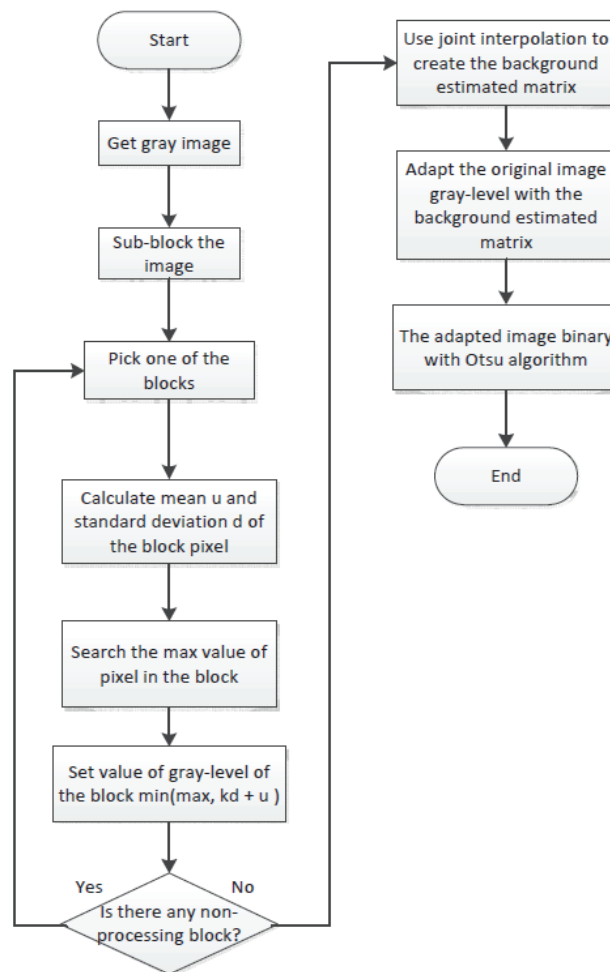 Start
Get gray image
Sub-block the
image
Pick one of the
blocks
Calculate mean u and
standard deviation d of
the block pixel
Search the max value of
pixel in the block
Set value of gray-level of
the block min(max, kd + u )
Yes
No
Is there any non-
processing block?
Use joint interpolation to
create the background
estimated matrix
Adapt the original image
gray-level with the
background estimated
matrix
The adapted image binary
with Otsu algorithm
End